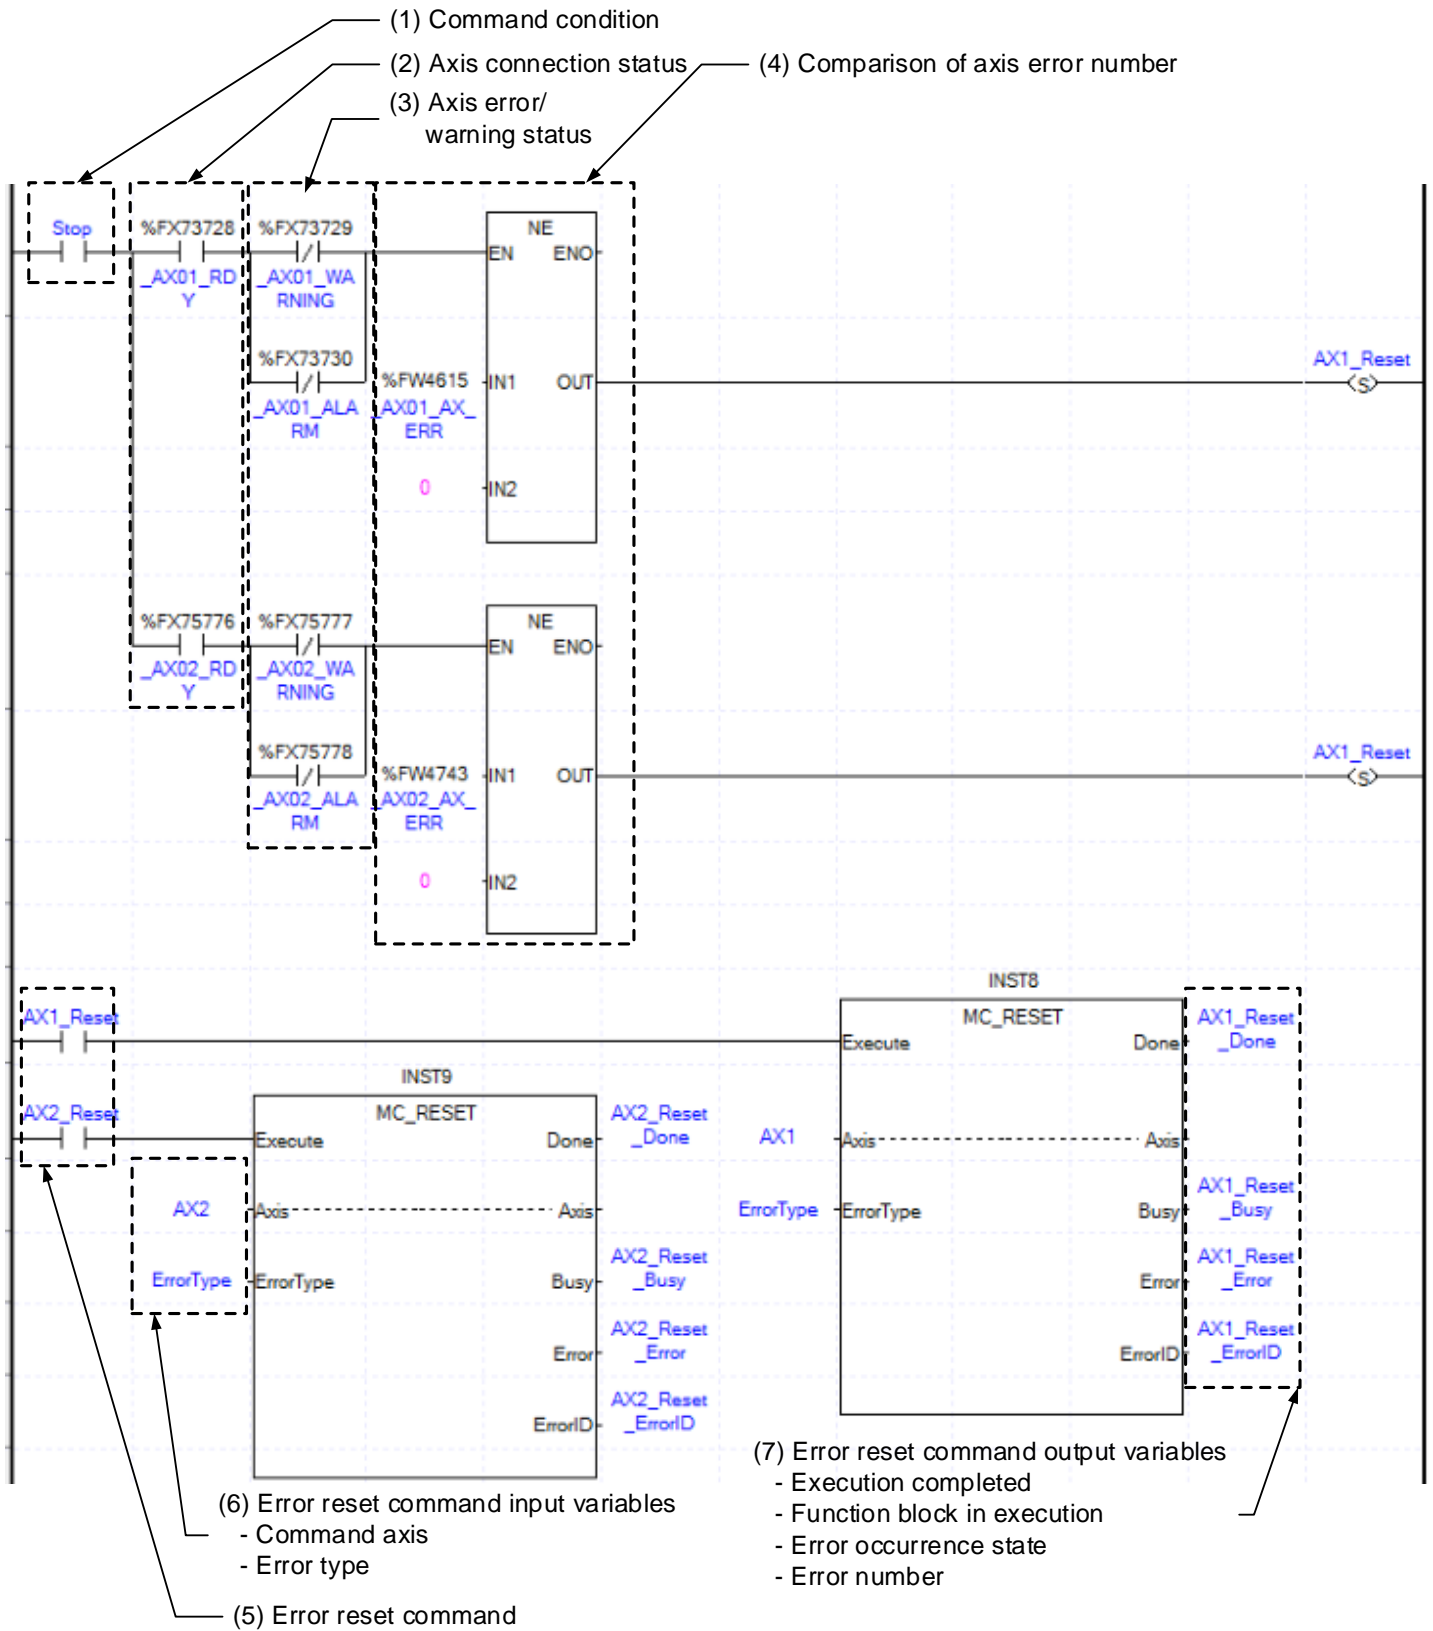 (1) Command condition
(2) Axis connection status
(4) Comparison of axis error number
(3) Axis error/
warning status
Stop
%FX73728
_AX01_RD
Y
%FX73729
_AX01_WA
RNING
NE
EN
ENO
%FX73730
_AX01_ALA
RM
%FW4615
_AX01_AX_
ERR
IN1
OUT
0
IN2
AX1_Reset
S
%FX75776
_AX02_RD
Y
%FX75777
_AX02_WA
RNING
NE
EN
ENO
%FX75778
_AX02_ALA
RM
%FW4743
_AX02_AX_
ERR
IN1
OUT
0
IN2
AX1_Reset
S
AX1_Reset
INST8
MC_RESET
Execute
Done
AX1_Reset
_Done
AX1
Axis
Axis
ErrorType
ErrorType
Busy
AX1_Reset
_Busy
Error
AX1_Reset
_Error
ErrorID
AX1_Reset
_ErrorID
AX2_Reset
INST9
MC_RESET
Execute
Done
AX2_Reset
_Done
AX2
Axis
Axis
ErrorType
ErrorType
Busy
AX2_Reset
_Busy
Error
AX2_Reset
_Error
ErrorID
AX2_Reset
_ErrorID
(7) Error reset command output variables
- Execution completed
- Function block in execution
- Error occurrence state
- Error number
(6) Error reset command input variables
- Command axis
- Error type
(5) Error reset command